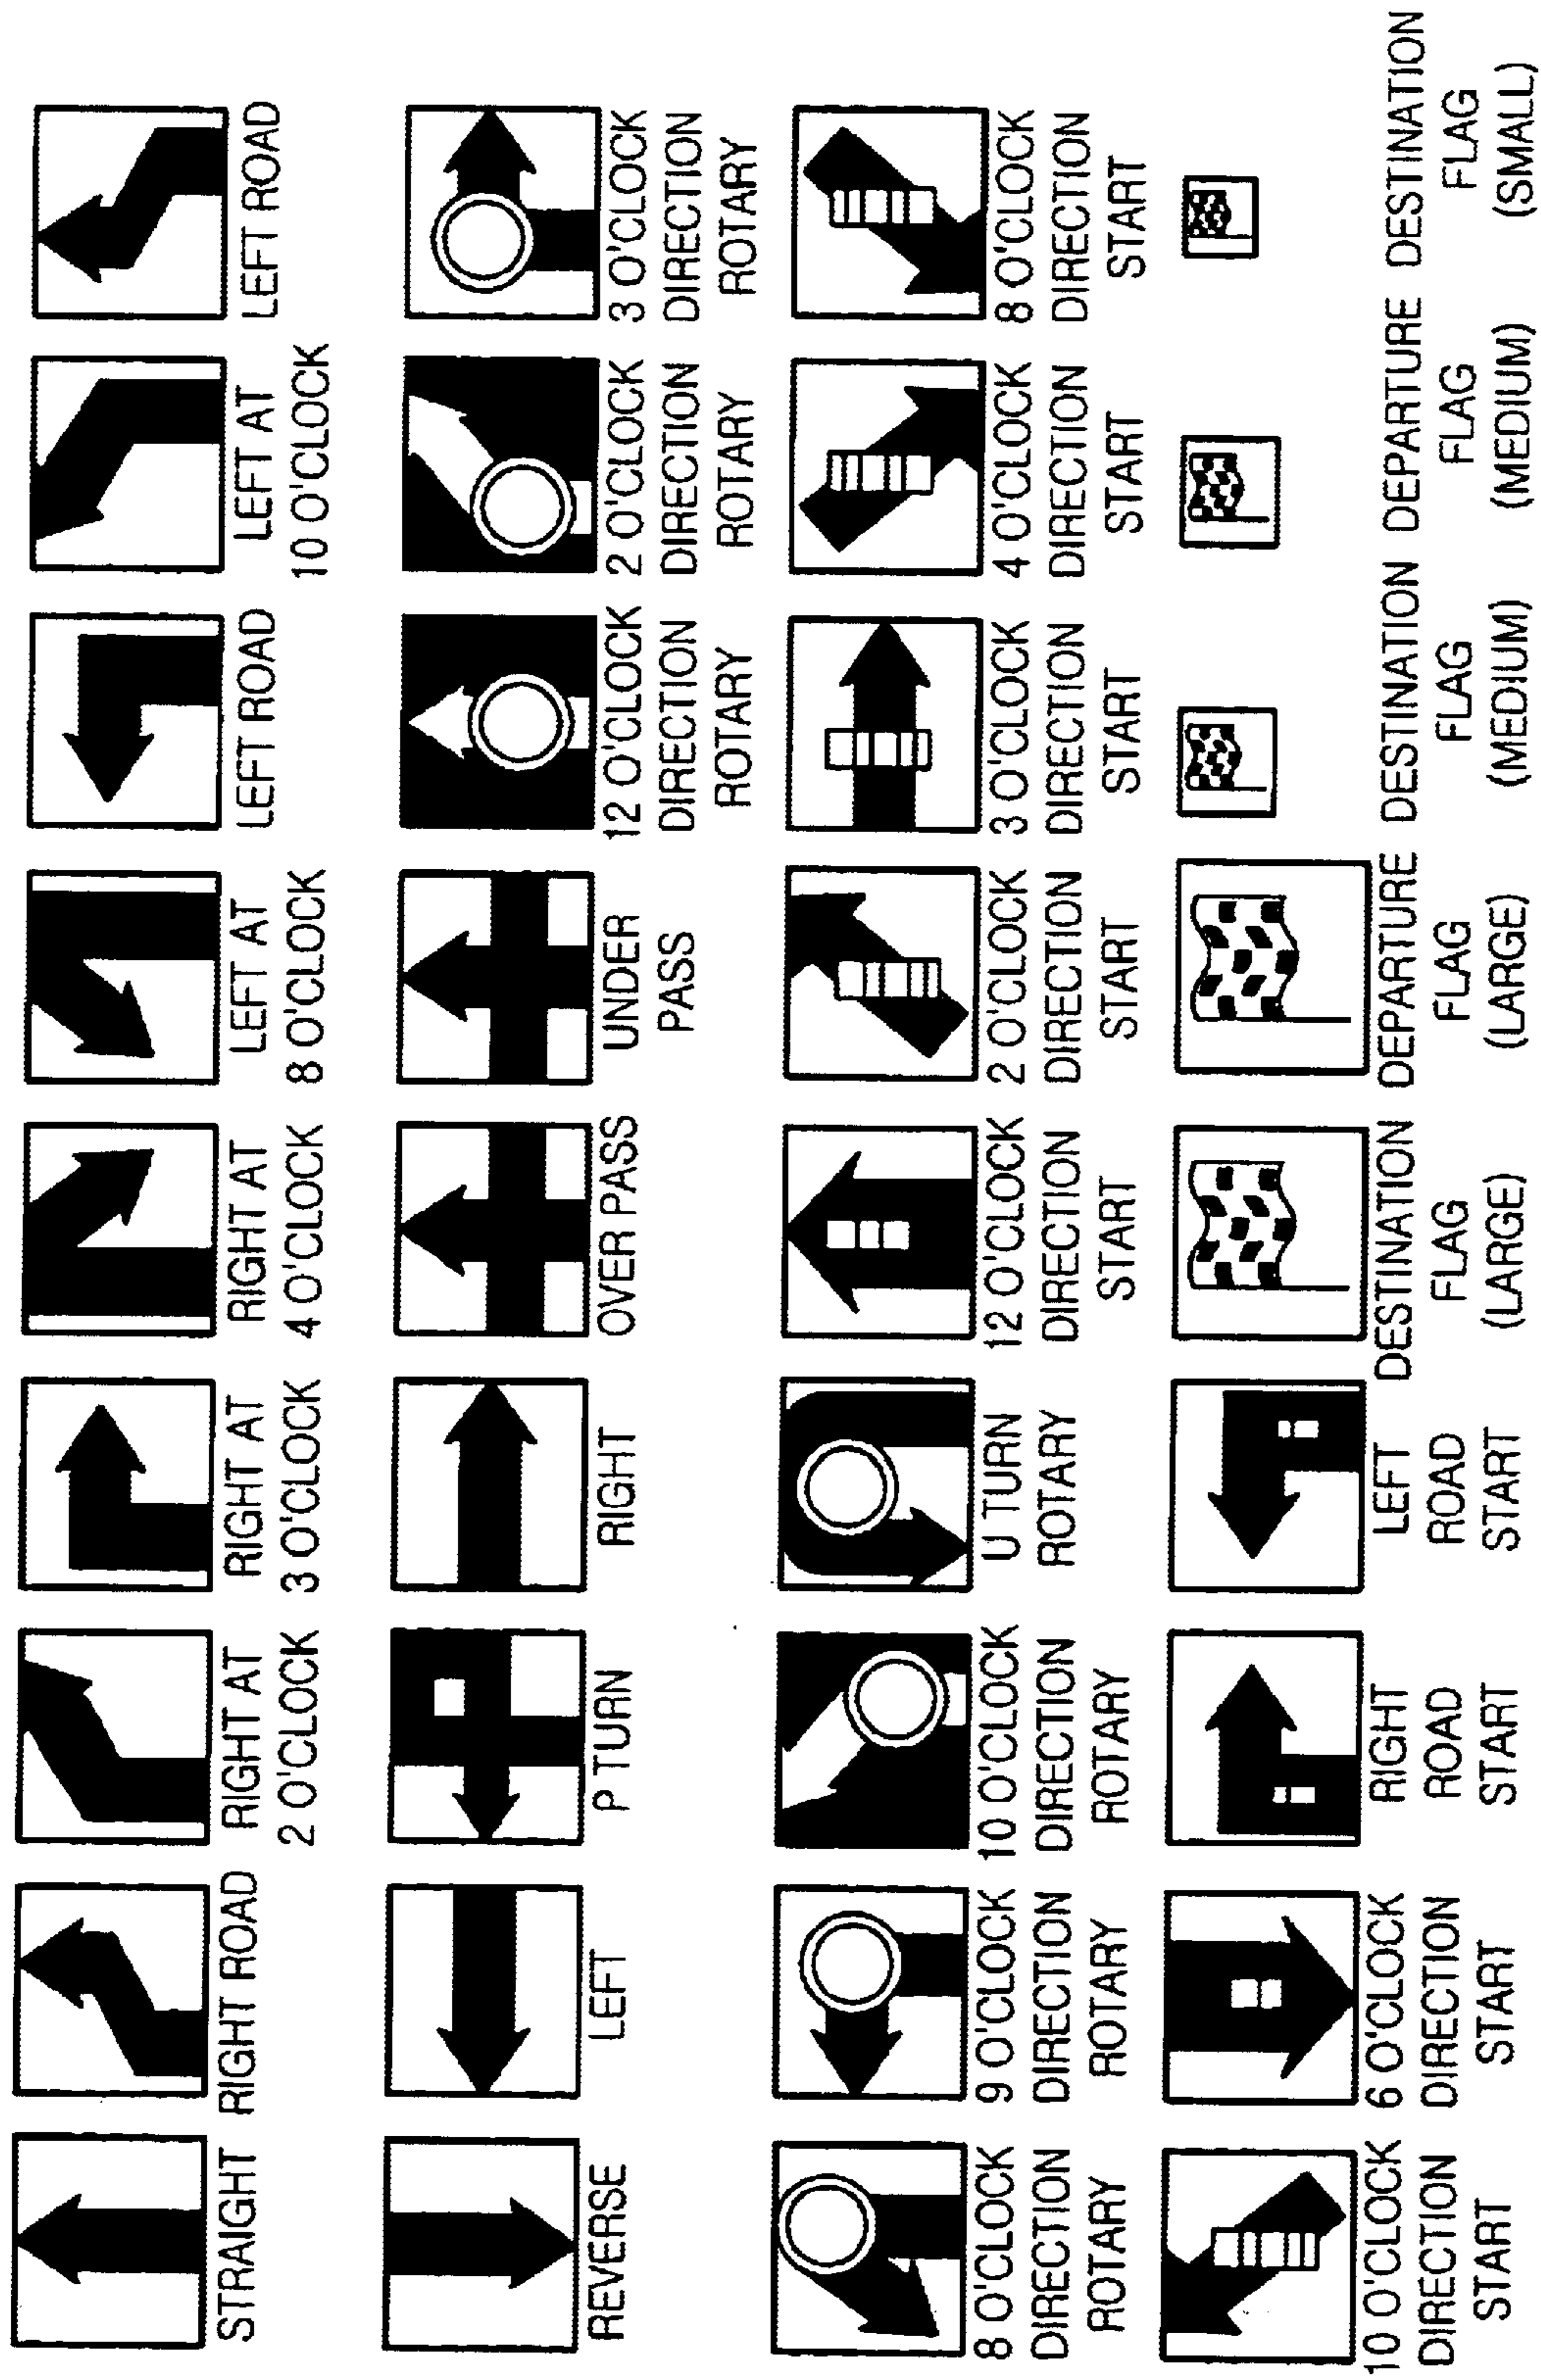 STRAIGHT
RIGHT ROAD
RIGHT AT
2 O'CLOCK
RIGHT AT
3 O'CLOCK
RIGHT AT
4 O'CLOCK
LEFT AT
8 O'CLOCK
LEFT ROAD
LEFT AT
10 O'CLOCK
LEFT ROAD
REVERSE
LEFT
P TURN
RIGHT
OVER PASS
UNDER
PASS
12 O'CLOCK
DIRECTION
ROTARY
2 O'CLOCK
DIRECTION
ROTARY
3 O'CLOCK
DIRECTION
ROTARY
8 O'CLOCK
DIRECTION
ROTARY
9 O'CLOCK
DIRECTION
ROTARY
10 O'CLOCK
DIRECTION
ROTARY
U TURN
ROTARY
12 O'CLOCK
DIRECTION
START
2 O'CLOCK
DIRECTION
START
3 O'CLOCK
DIRECTION
START
4 O'CLOCK
DIRECTION
START
8 O'CLOCK
DIRECTION
START
10 O'CLOCK
DIRECTION
START
6 O'CLOCK
DIRECTION
START
RIGHT
ROAD
START
LEFT
ROAD
START
DESTINATION
FLAG
(LARGE)
DEPARTURE
FLAG
(LARGE)
DESTINATION
FLAG
(MEDIUM)
DEPARTURE
FLAG
(MEDIUM)
DESTINATION
FLAG
(SMALL)